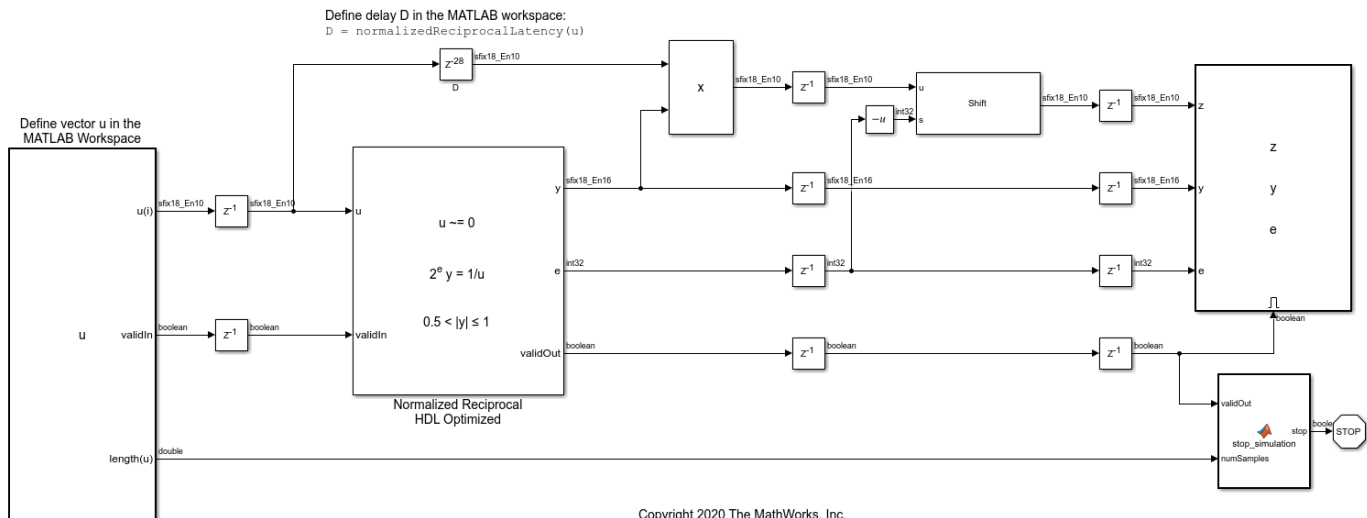 Define delay D in the MATLAB workspace:
D = normalizedReciprocalLatency(u)
z-28
sfix18_En10
D
x
sfix18_En10
z-1
sfix18_En10
u
Shift
sfix18_En10
z-1
sfix18_En10
z
-u
int32
s
Define vector u in the
MATLAB Workspace
z
sfix18_En16
z-1
sfix18_En16
z-1
sfix18_En16
y
y
y
u(i)
sfix18_En10
z-1
sfix18_En10
u
u ~= 0
e
2e y = 1/u
e
int32
z-1
int32
z-1
int32
e
0.5 < |y| ≤ 1
boolean
u
validIn
boolean
z-1
boolean
validIn
validOut
boolean
z-1
boolean
z-1
boolean
Normalized Reciprocal
HDL Optimized
validOut
stop
boole
STOP
stop_simulation
length(u)
double
numSamples
Copyright 2020 The MathWorks, Inc.